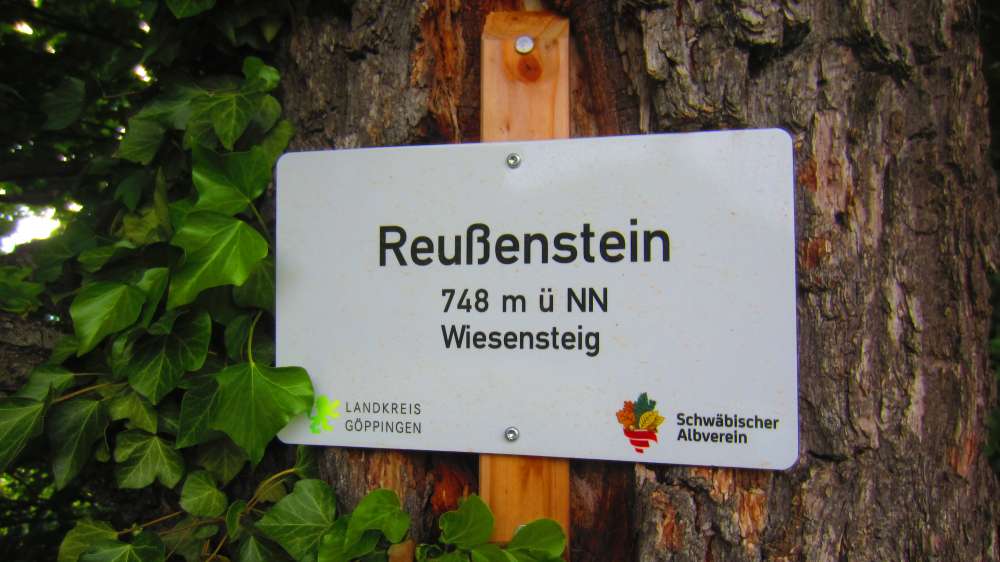 Reußenstein
748 m ü NN
Wiesensteig
LANDKREIS
GÖPPINGEN
Schwäbischer
Albverein